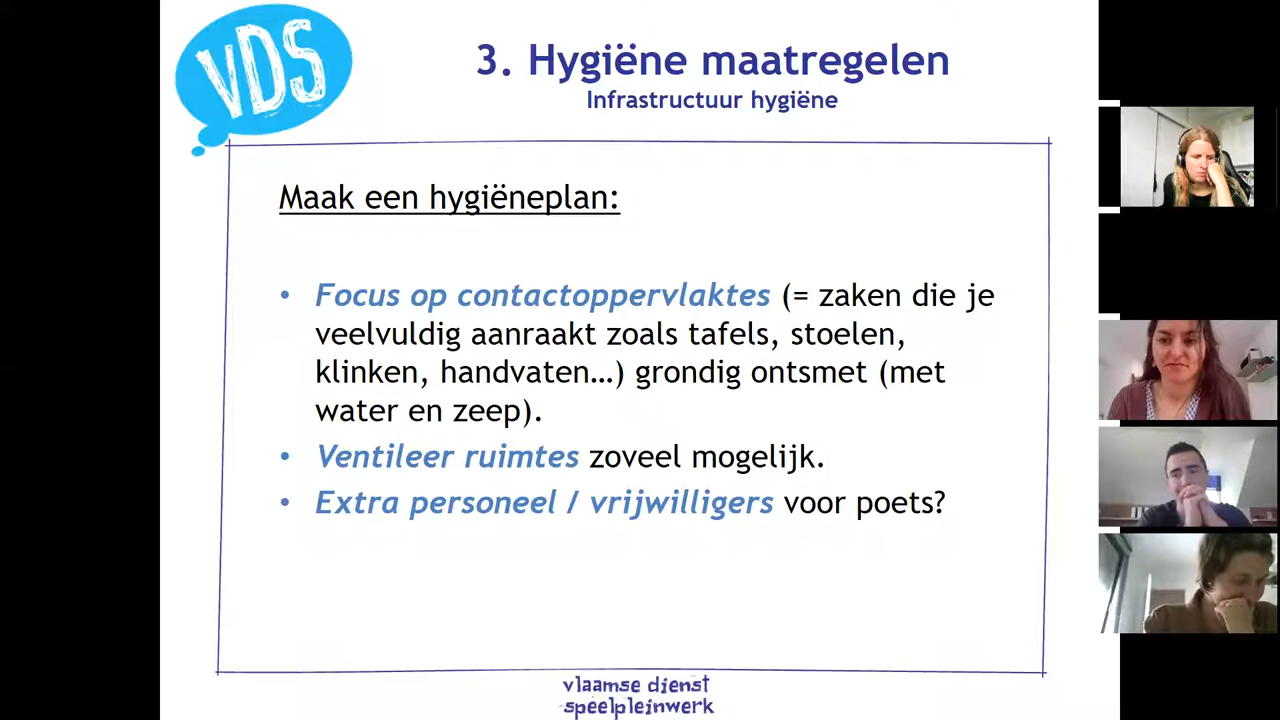 VDS
3. Hygiëne maatregelen
Infrastructuur hygiëne
Maak een hygiëneplan:
• Focus op contactoppervlaktes (= zaken die je
veelvuldig aanraakt zoals tafels, stoelen,
klinken, handvaten…) grondig ontsmet (met
water en zeep).
• Ventileer ruimtes zoveel mogelijk.
• Extra personeel / vrijwilligers voor poets?
vlaamse dienst
speelpleinwerk